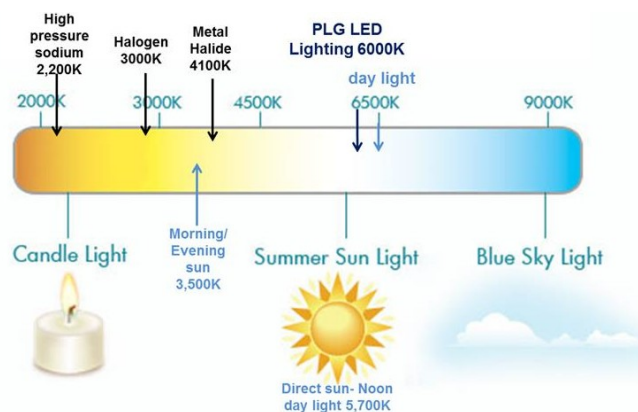 High
pressure
sodium
2,200K
Halogen
3000K
Metal
Halide
4100K
PLG LED
Lighting 6000K
day light
2000K
3000K
4500K
6500K
9000K
Morning/
Evening
sun
3,500K
Candle Light
Summer Sun Light
Blue Sky Light
Direct sun- Noon
day light 5,700K